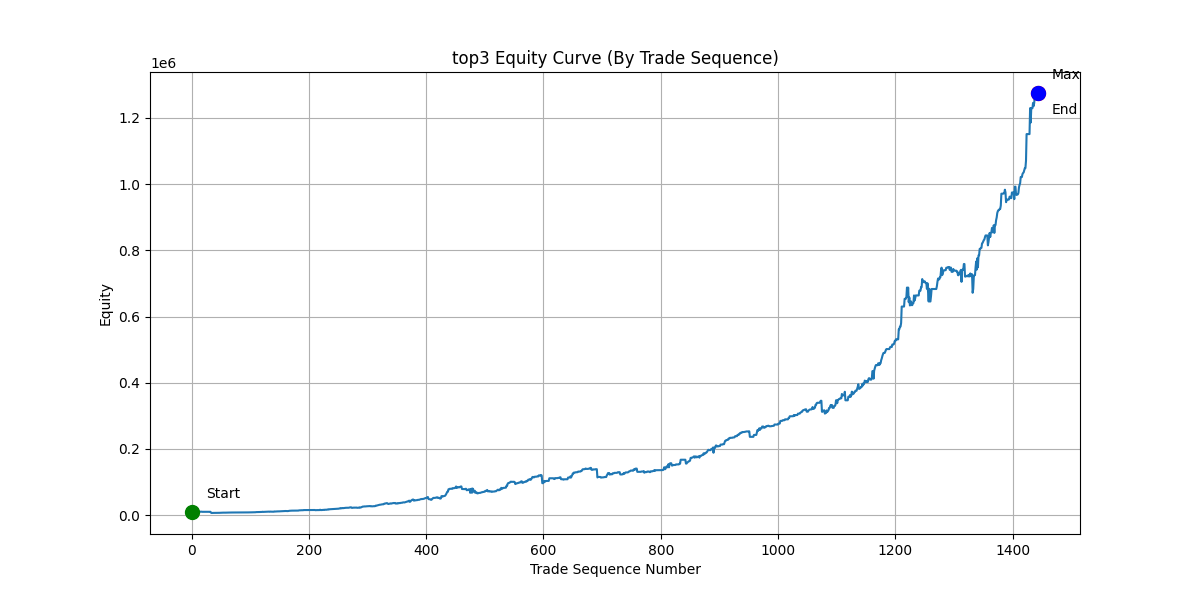 top3 Equity Curve (By Trade Sequence)
1e6
Max
End
1.2
1.0
0.8
0.6
0.4
0.2
0.0
Equity
Start
0 200 400 600 800 1000 1200 1400
Trade Sequence Number